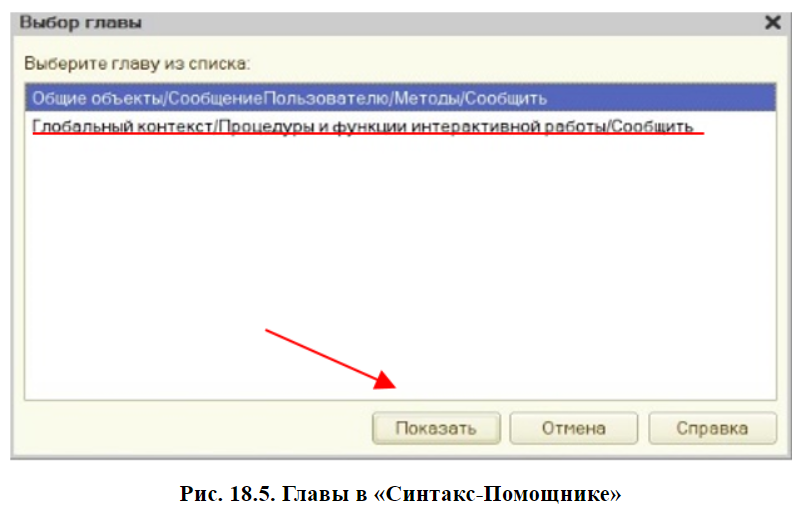 Выбор главы
Выберите главу из списка:
Общие объекты/СообщениеПользователю/Методы/Сообщить
Глобальный контекст/Процедуры и функции интерактивной работы/Сообщить
Показать
Отмена
Справка
Рис. 18.5. Главы в «Синтакс-Помощнике»